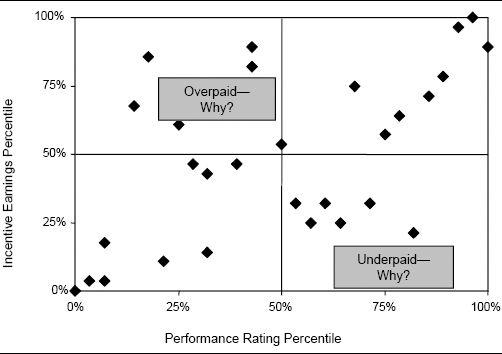 100%
75%
50%
25%
0%
Incentive Earnings Percentile
Overpaid—
Why?
Underpaid—
Why?
0%
25%
50%
75%
100%
Performance Rating Percentile